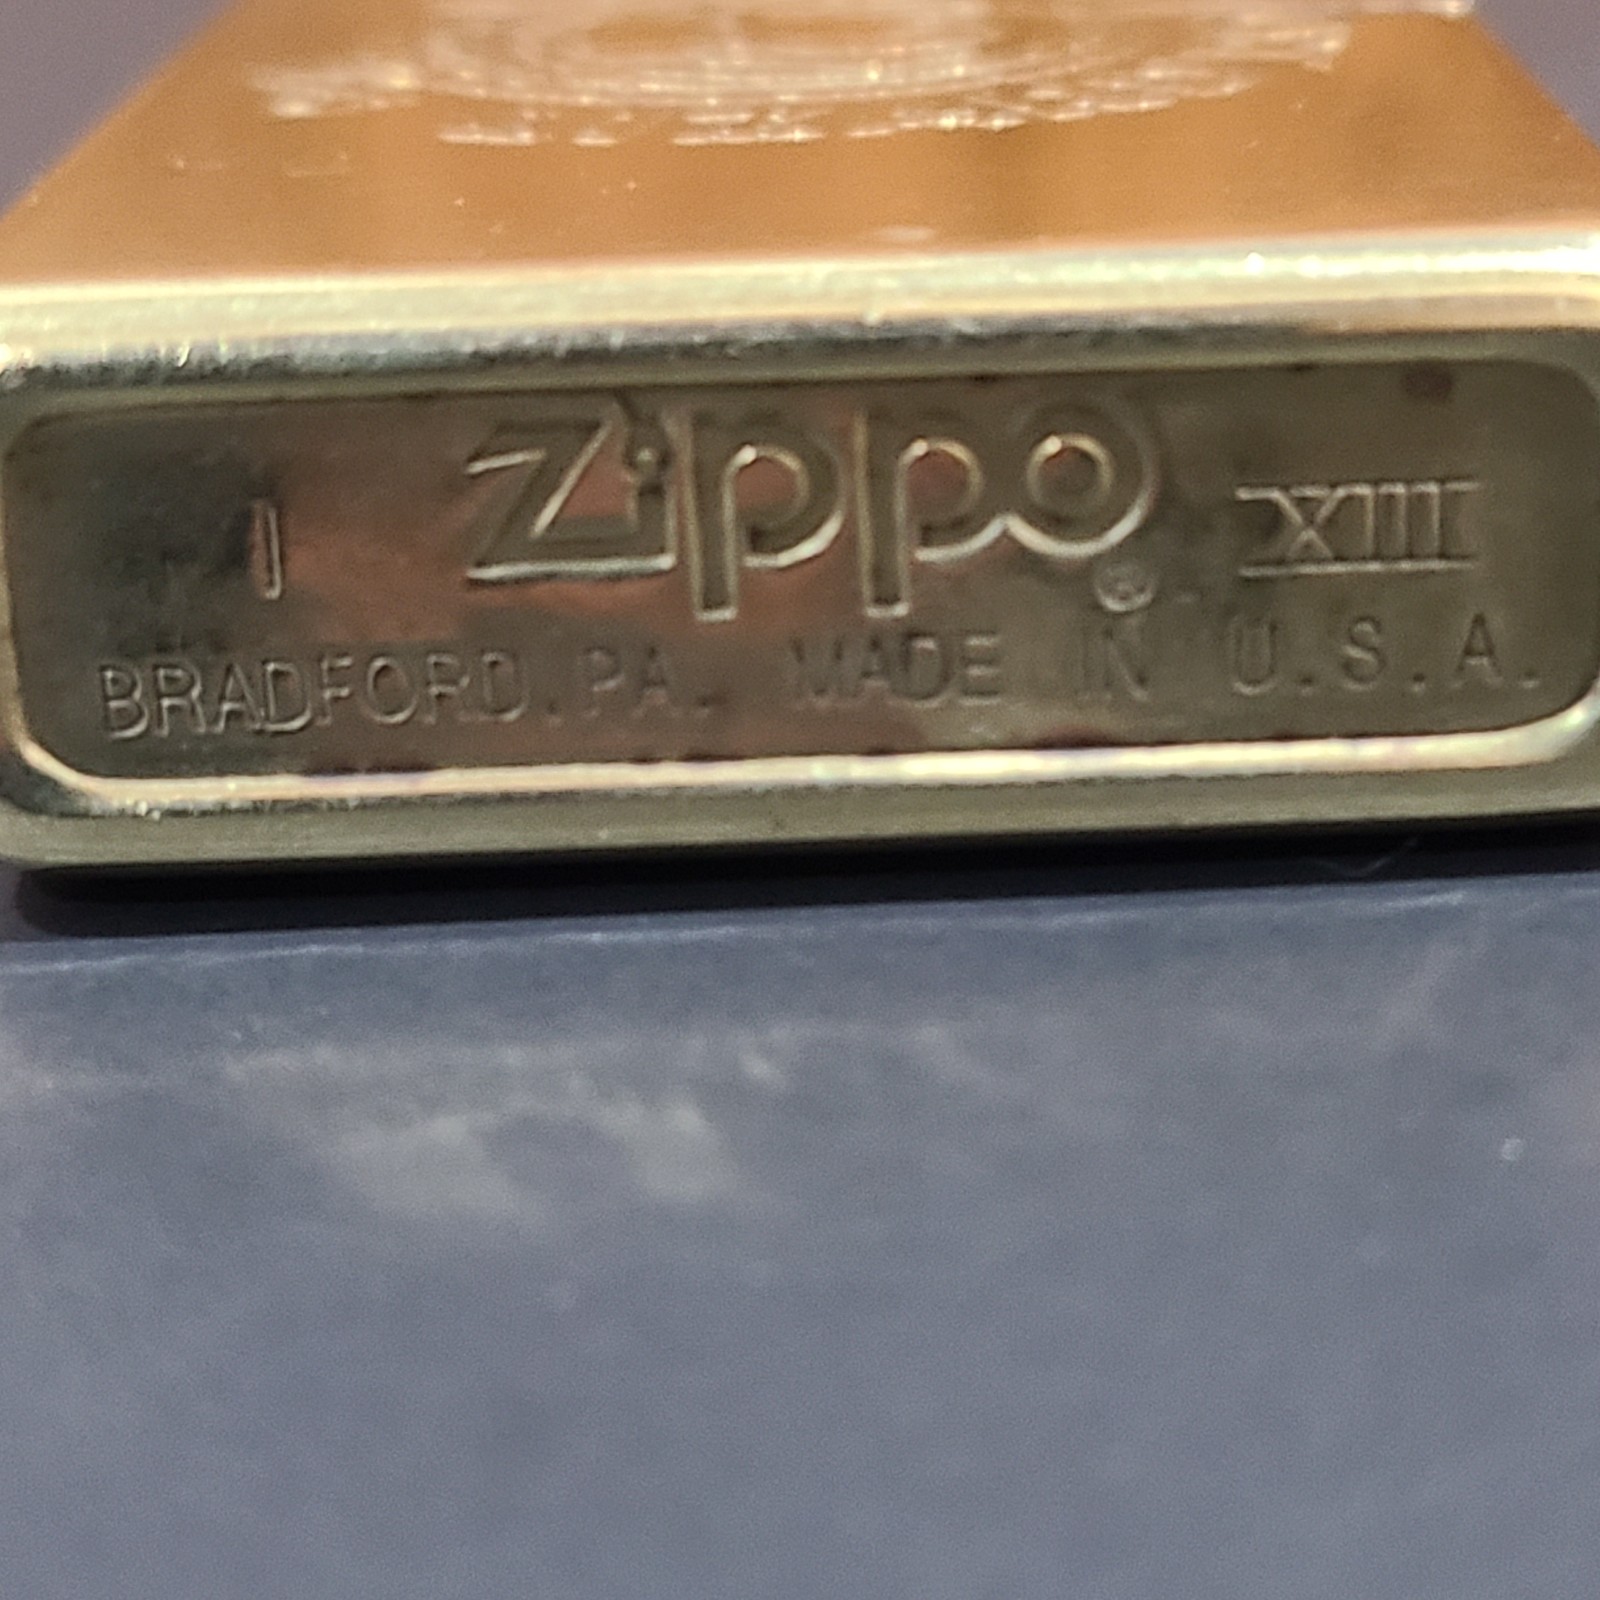 I Zippo ® XIII
BRADFORD.PA. MADE IN U.S.A.